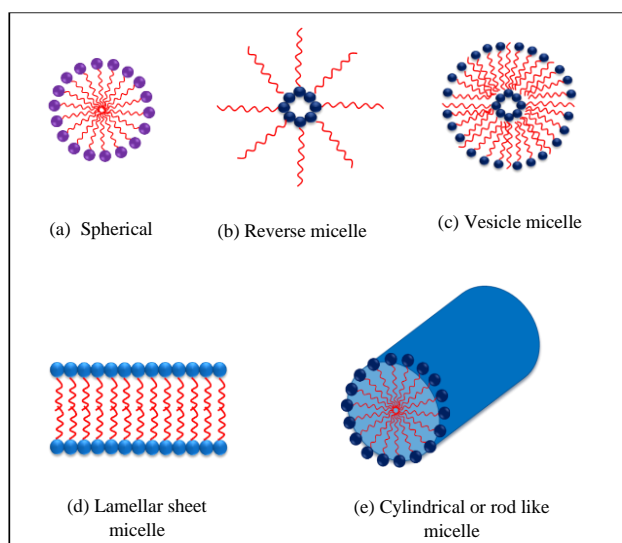 (a) Spherical
(b) Reverse micelle
(c) Vesicle micelle
(d) Lamellar sheet
micelle
(e) Cylindrical or rod like
micelle